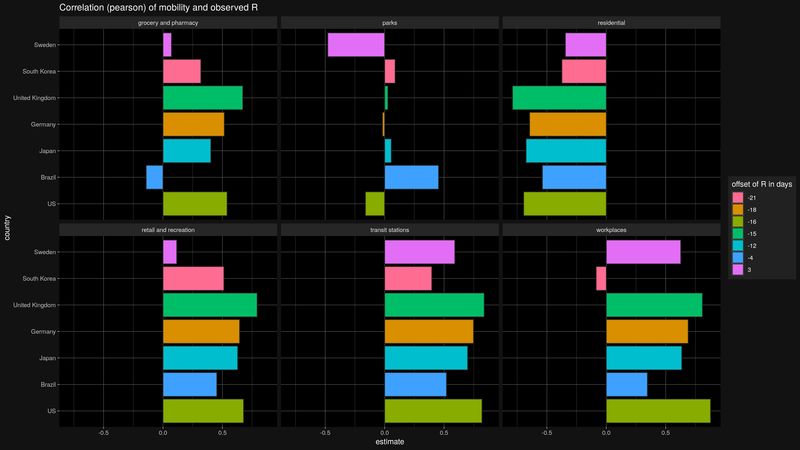 Correlation (pearson) of mobility and observed R
grocery and pharmacy
parks
residential
Sweden
South Korea
United Kingdom
Germany
Japan
Brazil
US
retail and recreation
transit stations
workplaces
Sweden
South Korea
United Kingdom
Germany
Japan
Brazil
US
-0.5 0.0 0.5
-0.5 0.0 0.5
-0.5 0.0 0.5
estimate
country
offset of R in days
-21
-18
-16
-15
-12
-4
3